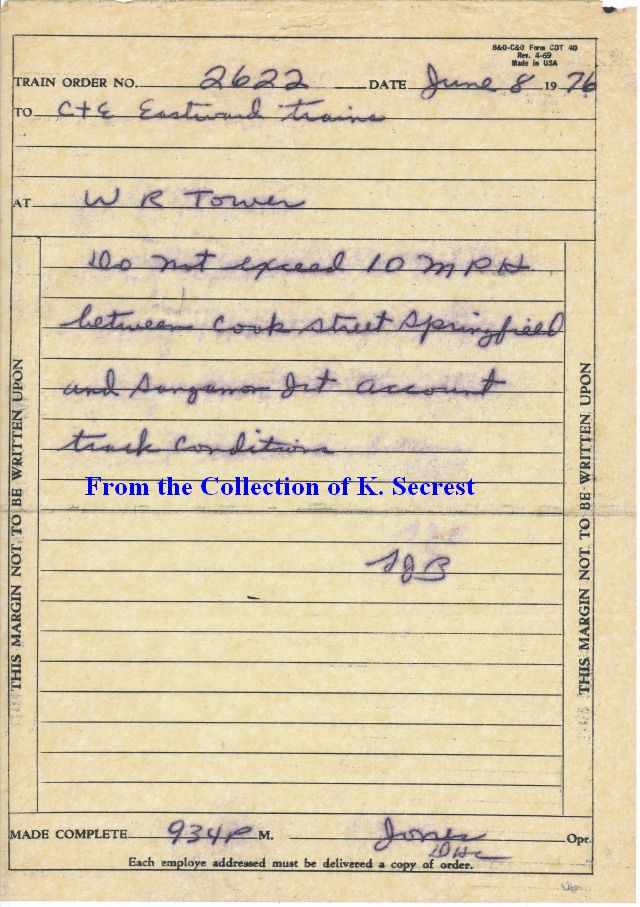 B&O-C&O Form CDT 40
Rev. 4-69
Made in USA
TRAIN ORDER NO. 2622 DATE June 8 1976
TO C+E Eastward trains
AT W R Tower
Do not exceed 10 MPH
between Cook Street Springfield
and Sangamon Jct account
track conditions
From the Collection of K. Secrest
SJB
THIS MARGIN NOT TO BE WRITTEN UPON
THIS MARGIN NOT TO BE WRITTEN UPON
MADE COMPLETE 934P M. Jones Opr.
Each employe addressed must be delivered a copy of order.